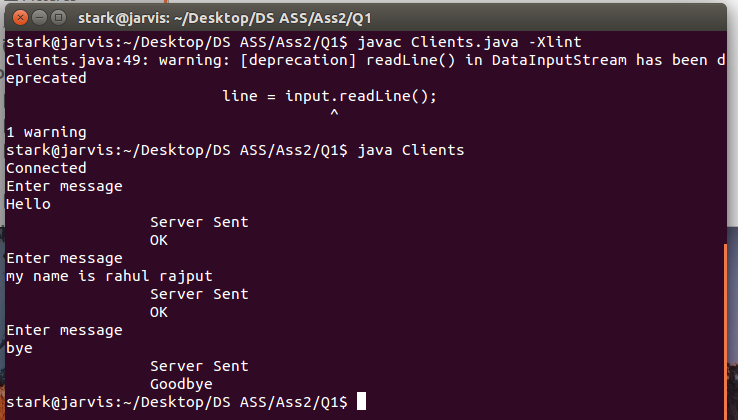 stark@jarvis: ~/Desktop/DS ASS/Ass2/Q1
stark@jarvis:~/Desktop/DS ASS/Ass2/Q1$ javac Clients.java -Xlint
Clients.java:49: warning: [deprecation] readLine() in DataInputStream has been d
eprecated
line = input.readLine();
^
1 warning
stark@jarvis:~/Desktop/DS ASS/Ass2/Q1$ java Clients
Connected
Enter message
Hello
Server Sent
OK
Enter message
my name is rahul rajput
Server Sent
OK
Enter message
bye
Server Sent
Goodbye
stark@jarvis:~/Desktop/DS ASS/Ass2/Q1$